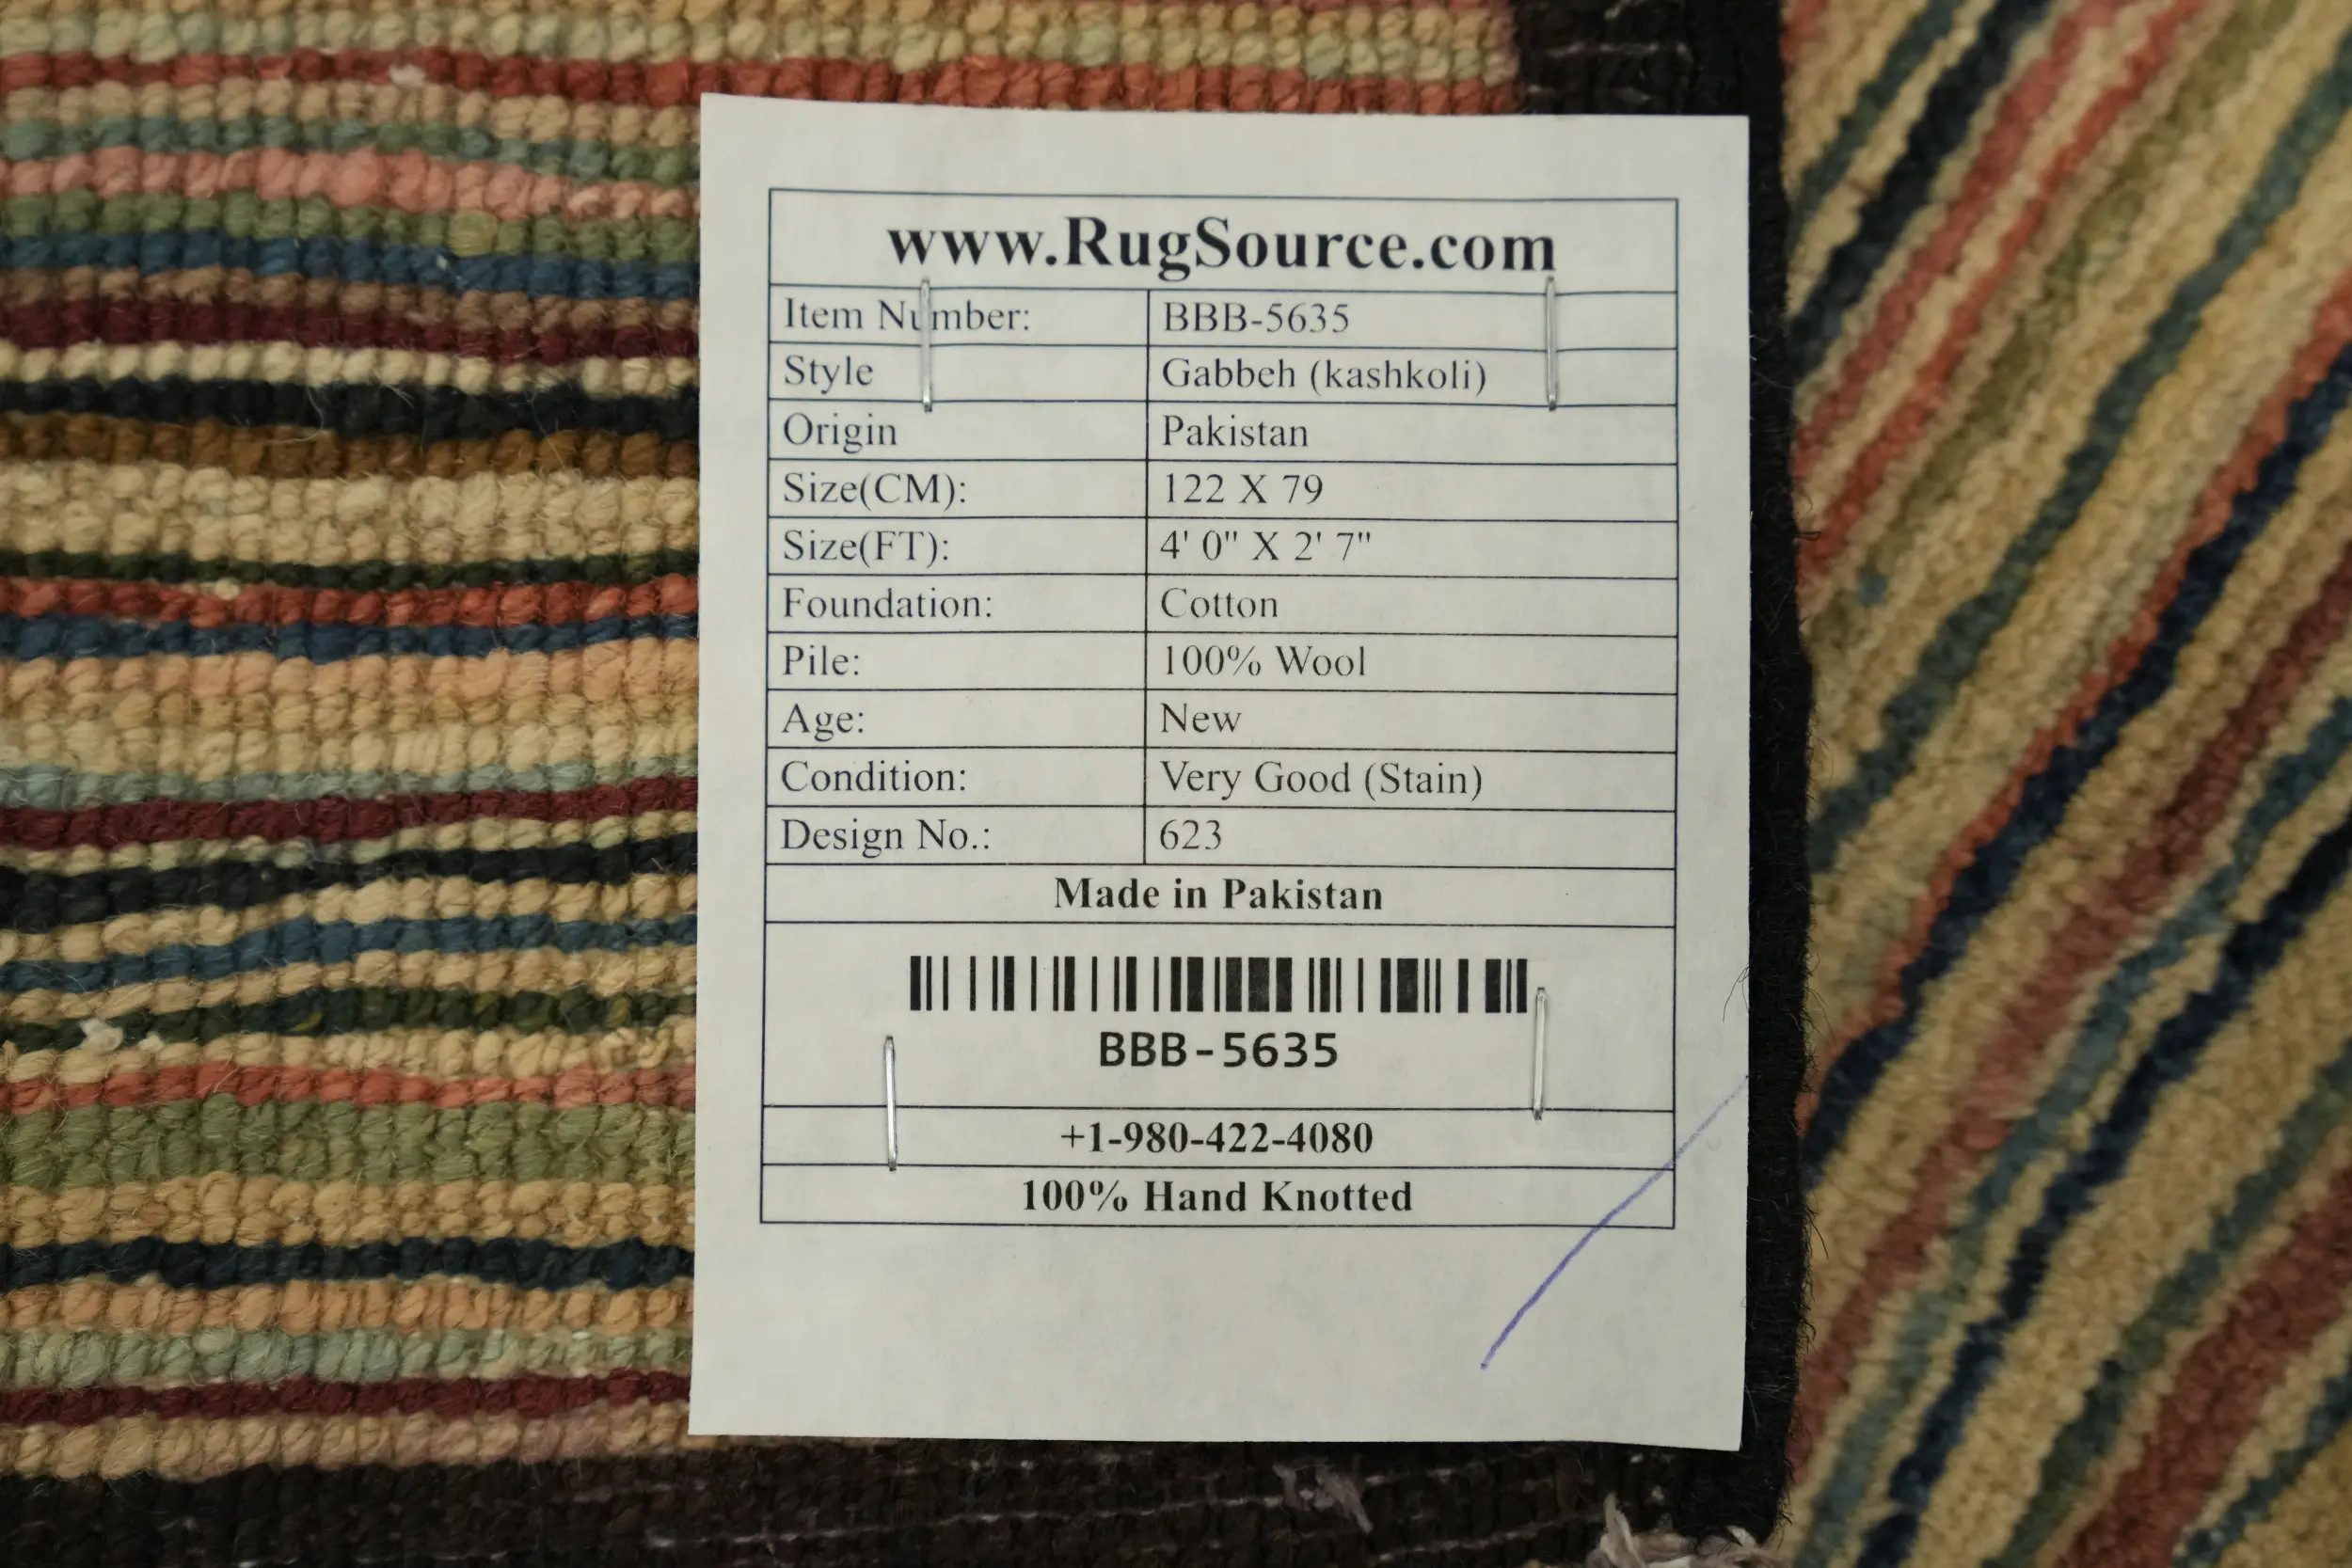 www.RugSource.com
Item Number: BBB-5635
Style Gabbeh (kashkoli)
Origin Pakistan
Size(CM): 122 X 79
Size(FT): 4' 0" X 2' 7"
Foundation: Cotton
Pile: 100% Wool
Age: New
Condition: Very Good (Stain)
Design No.: 623
Made in Pakistan
BBB-5635
+1-980-422-4080
100% Hand Knotted